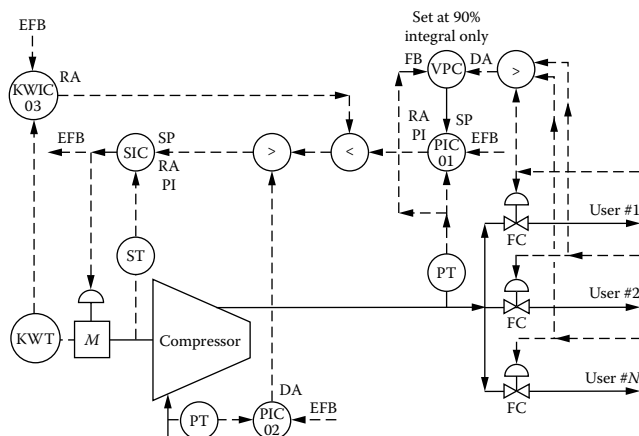 Set at 90%
integral only
EFB
FB
VPC
DA
>
KWIC
03
RA
RA
PI
SP
EFB
PIC
01
EFB
SIC
SP
RA
PI
>
<
User #1
FC
ST
PT
User #2
FC
KWT
M
Compressor
User #N
FC
DA
PT
PIC
02
EFB